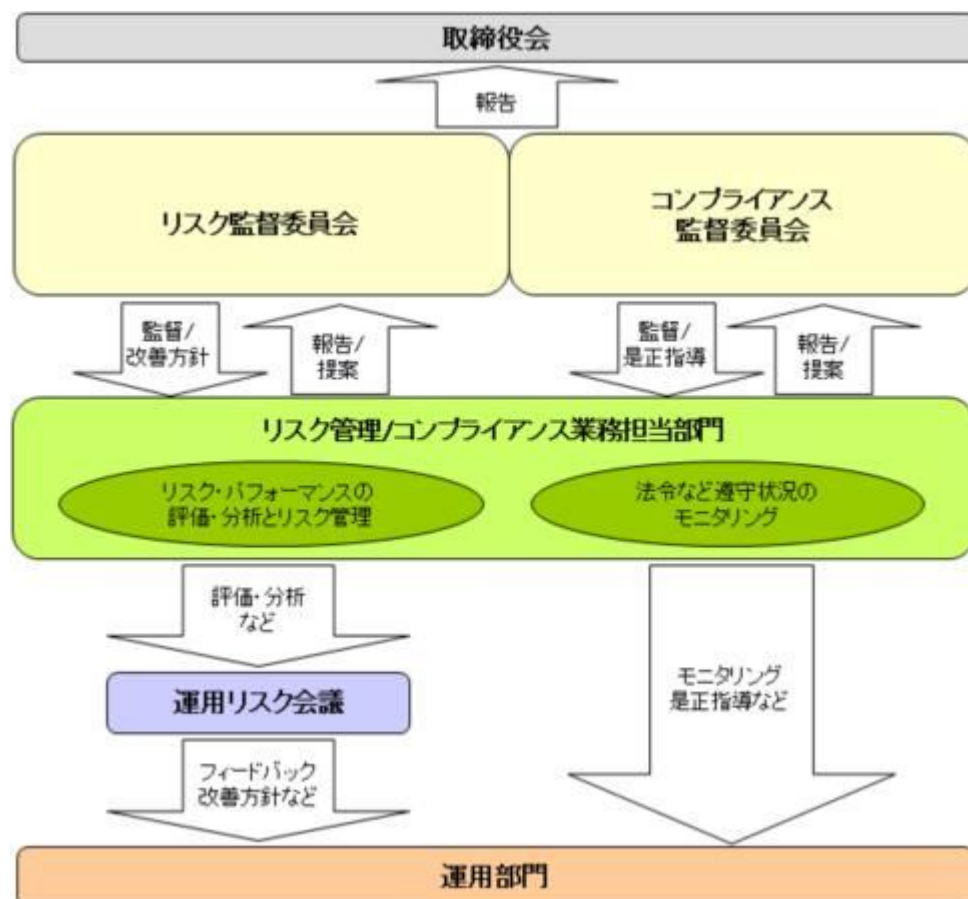 取締役会
報告
リスク監督委員会
コンプライアンス
監督委員会
監督/
改善方針
報告/
提案
監督/
是正指導
報告/
提案
リスク管理/コンプライアンス業務担当部門
リスク・パフォーマンスの
評価・分析とリスク管理
法令など遵守状況の
モニタリング
評価・分析
など
運用リスク会議
モニタリング
是正指導など
フィードバック
改善方針など
運用部門